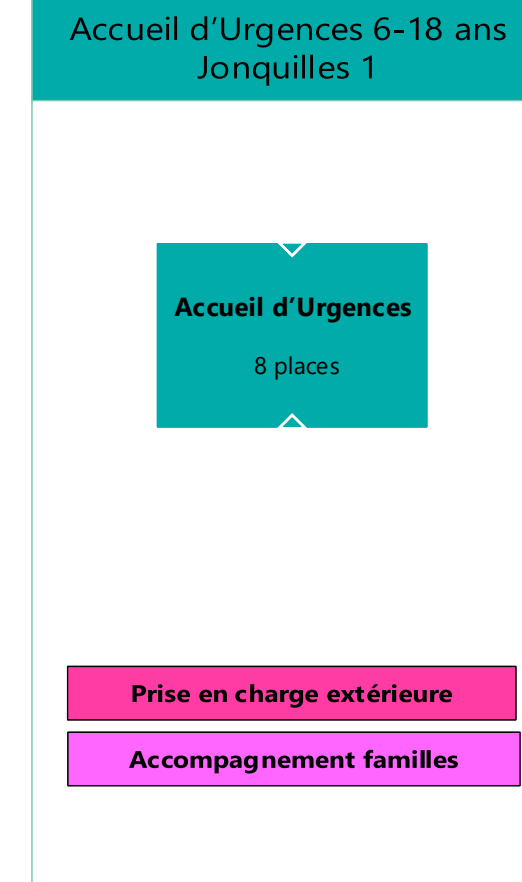 Accueil d’Urgences 6-18 ans
Jonquilles 1
Accueil d’Urgences
8 places
Prise en charge extérieure
Accompagnement familles